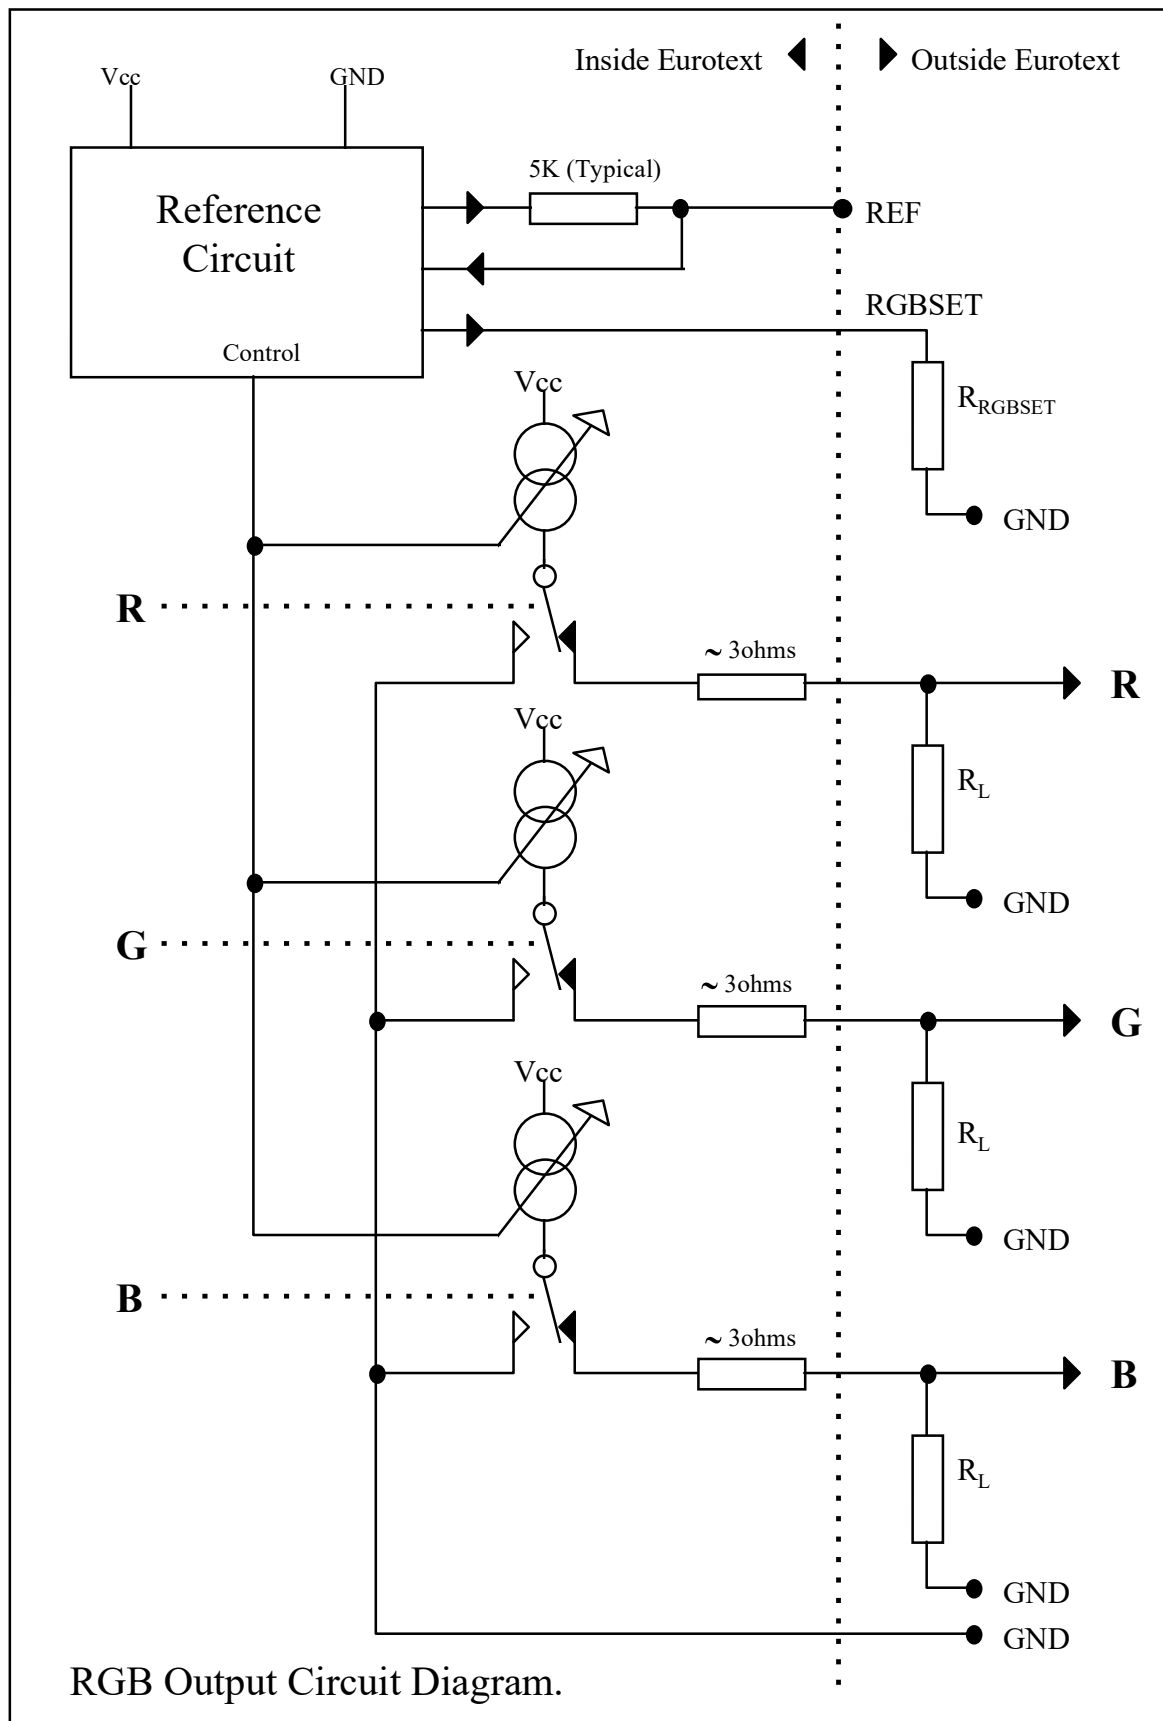 Inside Eurotext
Outside Eurotext
Vcc
GND
5K (Typical)
Reference
Circuit
REF
RGBSET
Control
Vcc
R_RGBSET
GND
R
~ 3ohms
R
Vcc
R_L
GND
G
~ 3ohms
G
Vcc
R_L
GND
B
~ 3ohms
B
R_L
GND
GND
RGB Output Circuit Diagram.